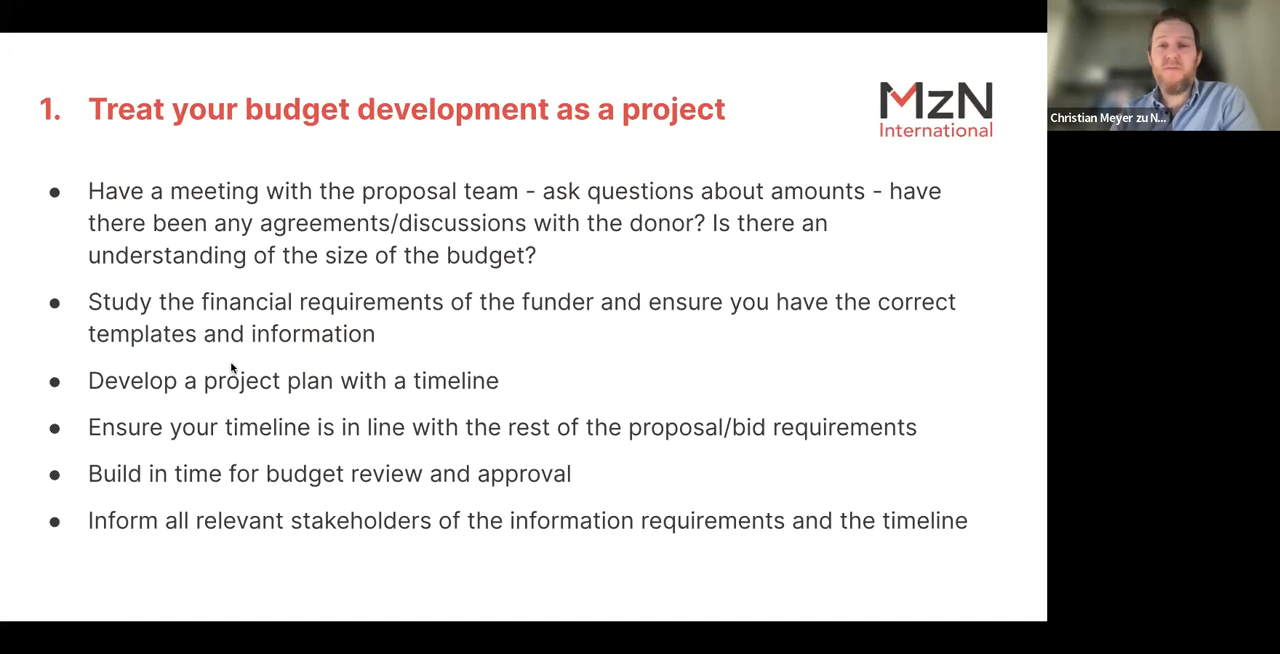 1. Treat your budget development as a project
MzN
International
Christian Meyer zu N...
● Have a meeting with the proposal team - ask questions about amounts - have
there been any agreements/discussions with the donor? Is there an
understanding of the size of the budget?
● Study the financial requirements of the funder and ensure you have the correct
templates and information
● Develop a project plan with a timeline
● Ensure your timeline is in line with the rest of the proposal/bid requirements
● Build in time for budget review and approval
● Inform all relevant stakeholders of the information requirements and the timeline